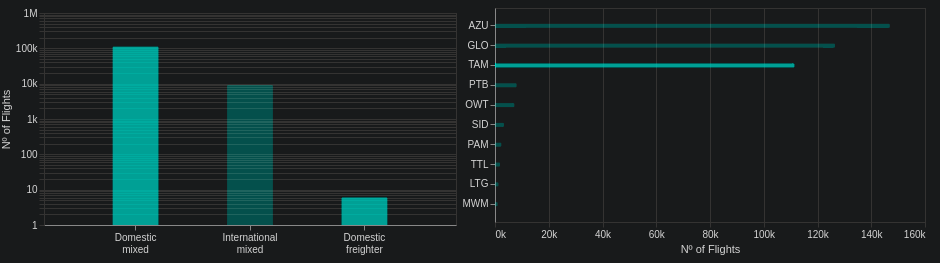 1M
100k
10k
1k
100
10
1
Nº of Flights
Domestic
mixed
International
mixed
Domestic
freighter
AZU
GLO
TAM
PTB
OWT
SID
PAM
TTL
LTG
MWM
0k 20k 40k 60k 80k 100k 120k 140k 160k
Nº of Flights